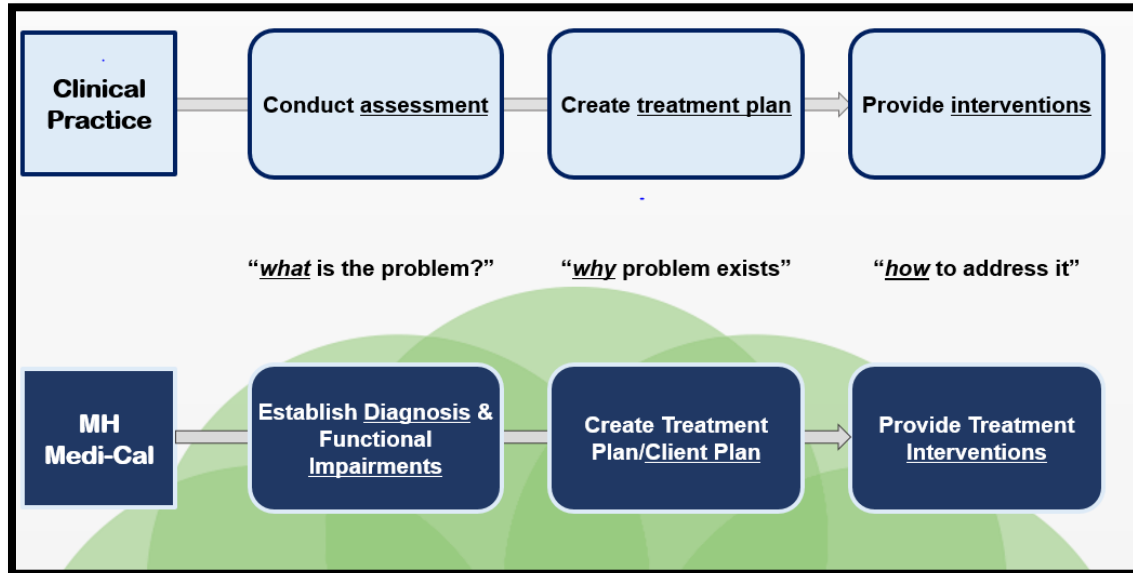 Clinical
Practice
Conduct assessment
Create treatment plan
Provide interventions
“what is the problem?”
“why problem exists”
“how to address it”
MH
Medi-Cal
Establish Diagnosis &
Functional
Impairments
Create Treatment
Plan/Client Plan
Provide Treatment
Interventions